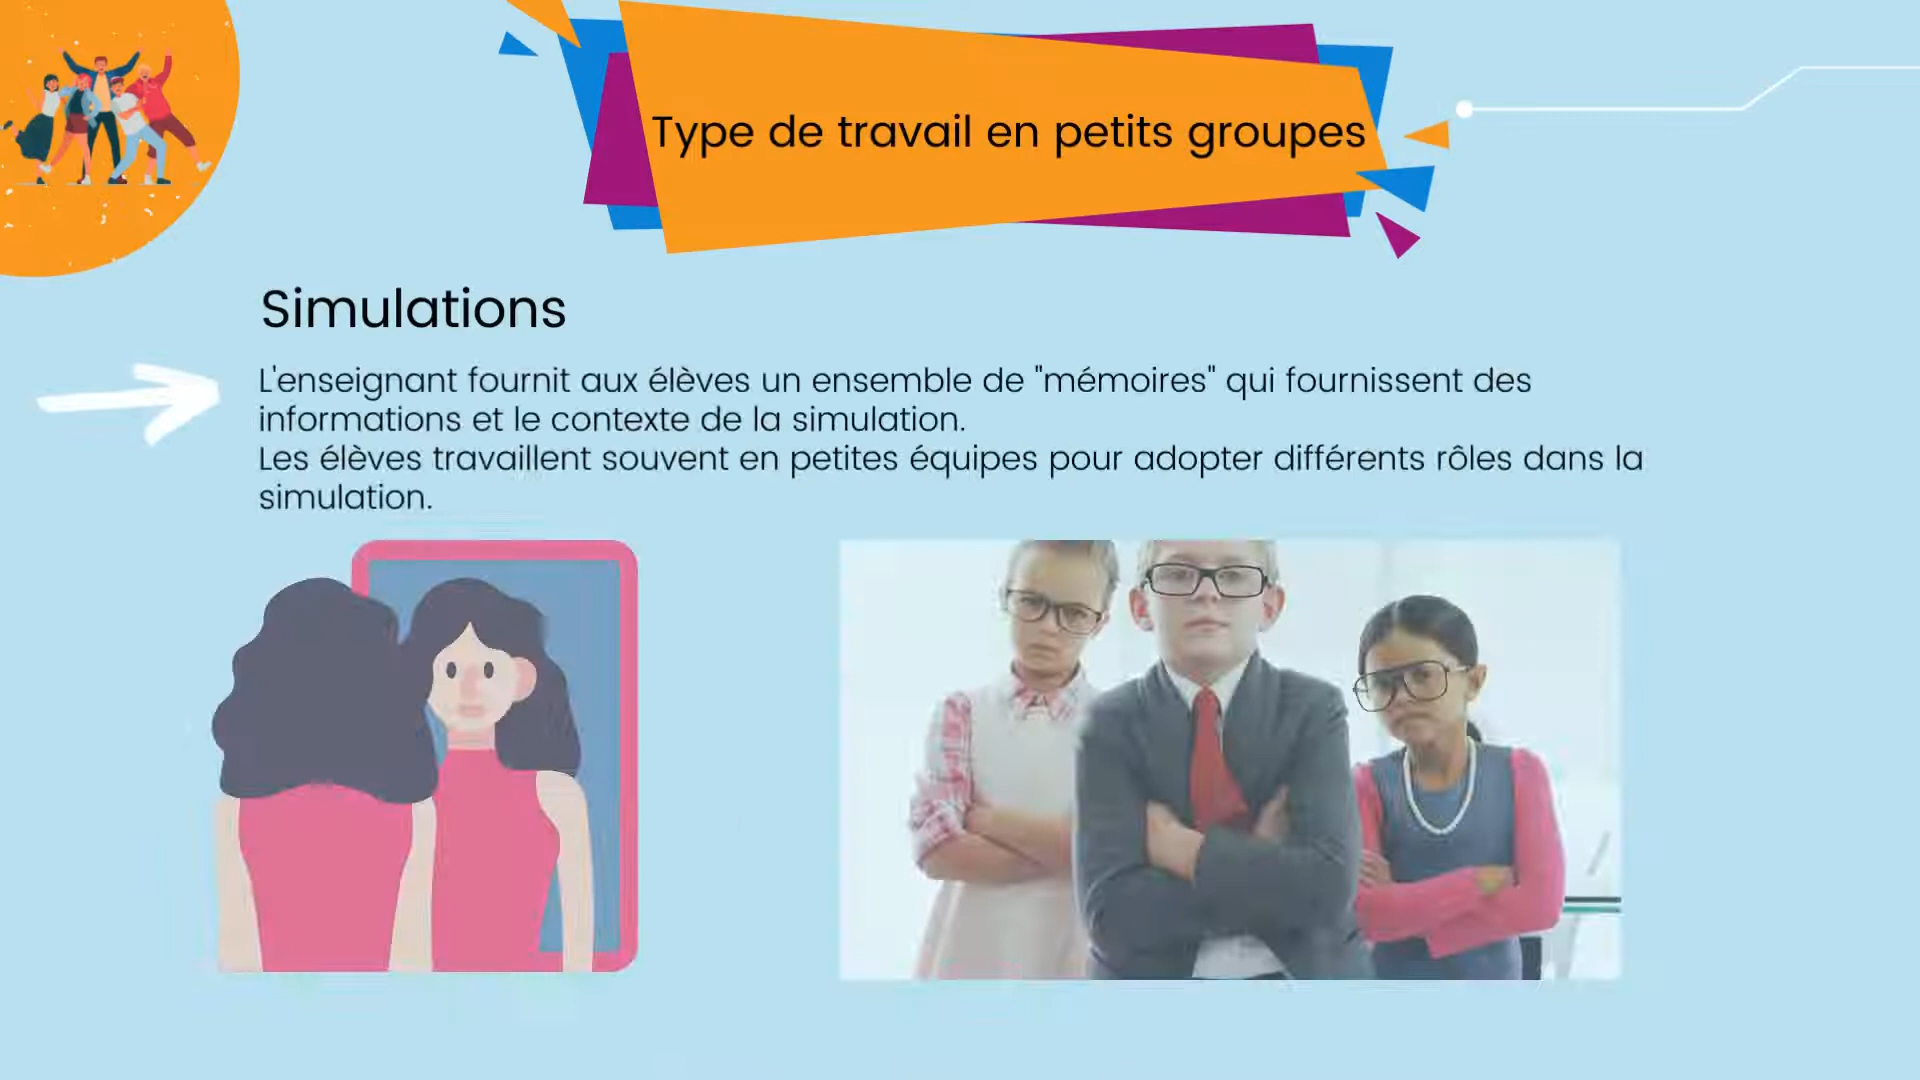 Type de travail en petits groupes
Simulations
L'enseignant fournit aux élèves un ensemble de "mémoires" qui fournissent des
informations et le contexte de la simulation.
Les élèves travaillent souvent en petites équipes pour adopter différents rôles dans la
simulation.